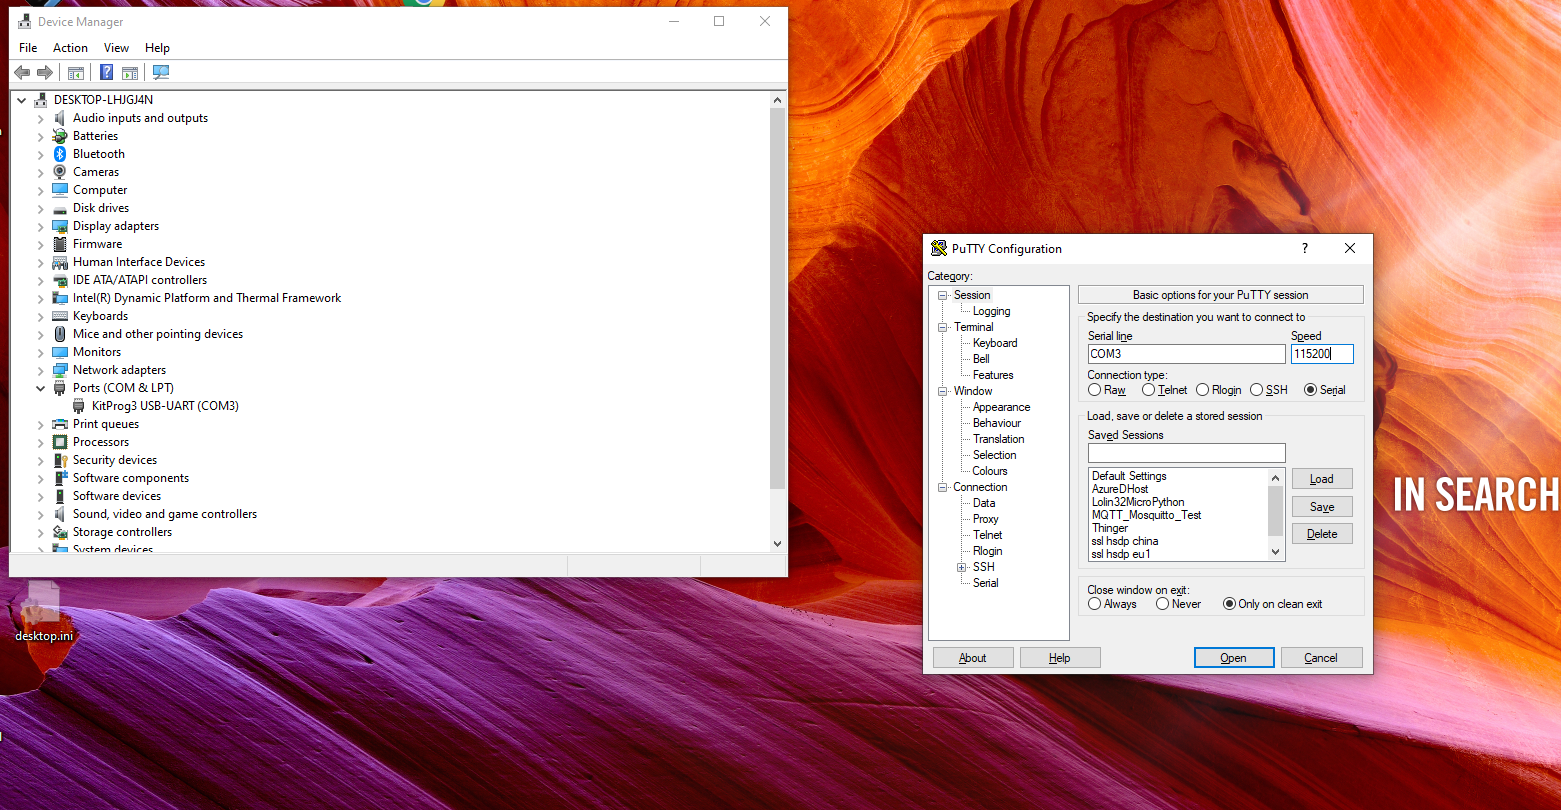 Device Manager
File Action View Help
DESKTOP-LHJGJ4N
Audio inputs and outputs
Batteries
Bluetooth
Cameras
Computer
Disk drives
Display adapters
Firmware
Human Interface Devices
IDE ATA/ATAPI controllers
Intel(R) Dynamic Platform and Thermal Framework
Keyboards
Mice and other pointing devices
Monitors
Network adapters
Ports (COM & LPT)
KitProg3 USB-UART (COM3)
Print queues
Processors
Security devices
Software components
Software devices
Sound, video and game controllers
Storage controllers
System devices
desktop.ini
PuTTY Configuration
Category:
Session
Logging
Terminal
Keyboard
Bell
Features
Window
Appearance
Behaviour
Translation
Selection
Colours
Connection
Data
Proxy
Telnet
Rlogin
SSH
Serial
Basic options for your PuTTY session
Specify the destination you want to connect to
Serial line Speed
COM3 115200
Connection type:
Raw Telnet Rlogin SSH Serial
Load, save or delete a stored session
Saved Sessions
Default Settings
AzureDHost
Lolin32MicroPython
MQTT_Mosquitto_Test
Thinger
ssl hsdp china
ssl hsdp eu1
Load
Save
Delete
Close window on exit:
Always Never Only on clean exit
About Help Open Cancel
IN SEARCH